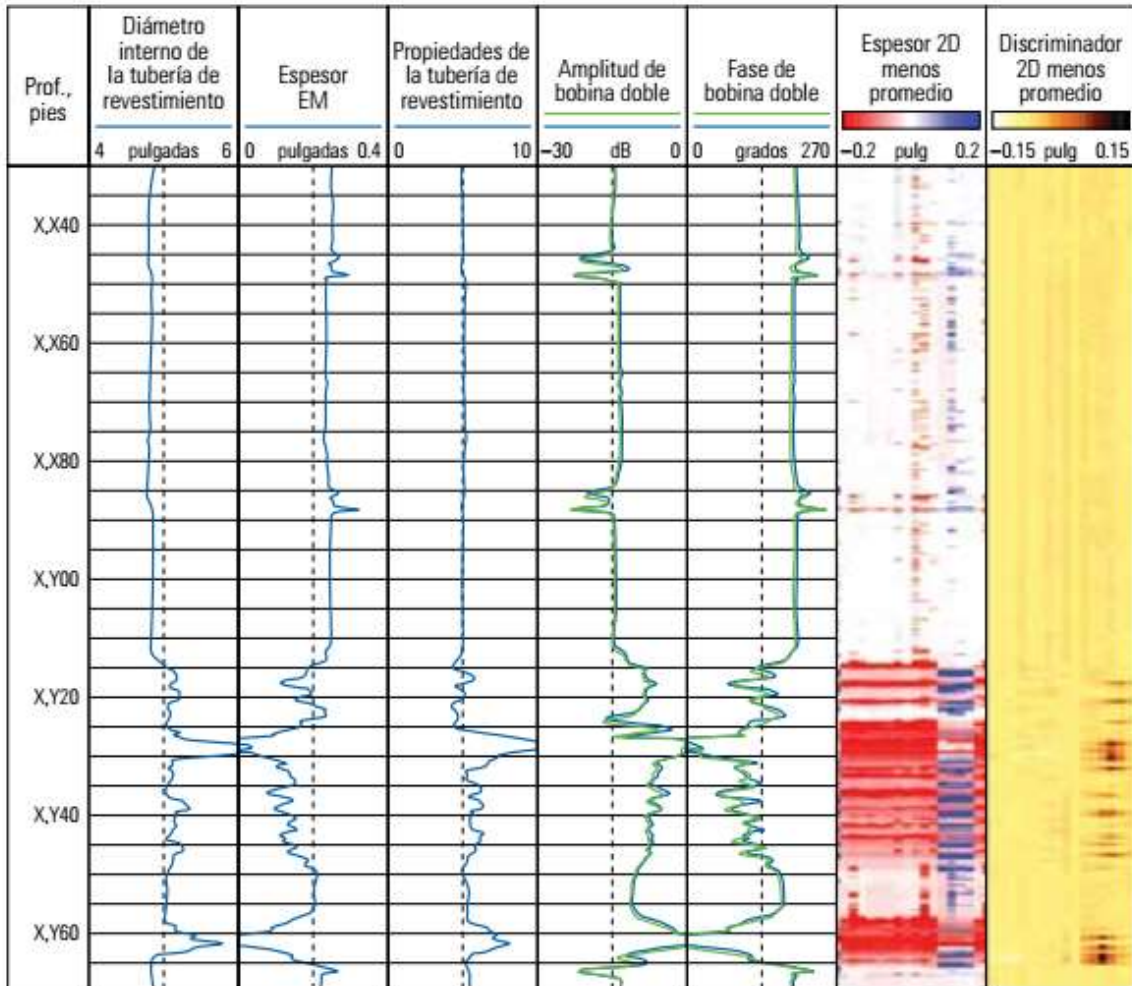 Prof.,
pies
Diámetro
interno de
la tubería de
revestimiento
4 pulgadas 6
Espesor
EM
0 pulgadas 0.4
Propiedades de
la tubería de
revestimiento
0 10
Amplitud de
bobina doble
–30 dB 0
Fase de
bobina doble
0 grados 270
Espesor 2D
menos
promedio
–0.2 pulg 0.2
Discriminador
2D menos
promedio
–0.15 pulg 0.15
X,X40
X,X60
X,X80
X,Y00
X,Y20
X,Y40
X,Y60